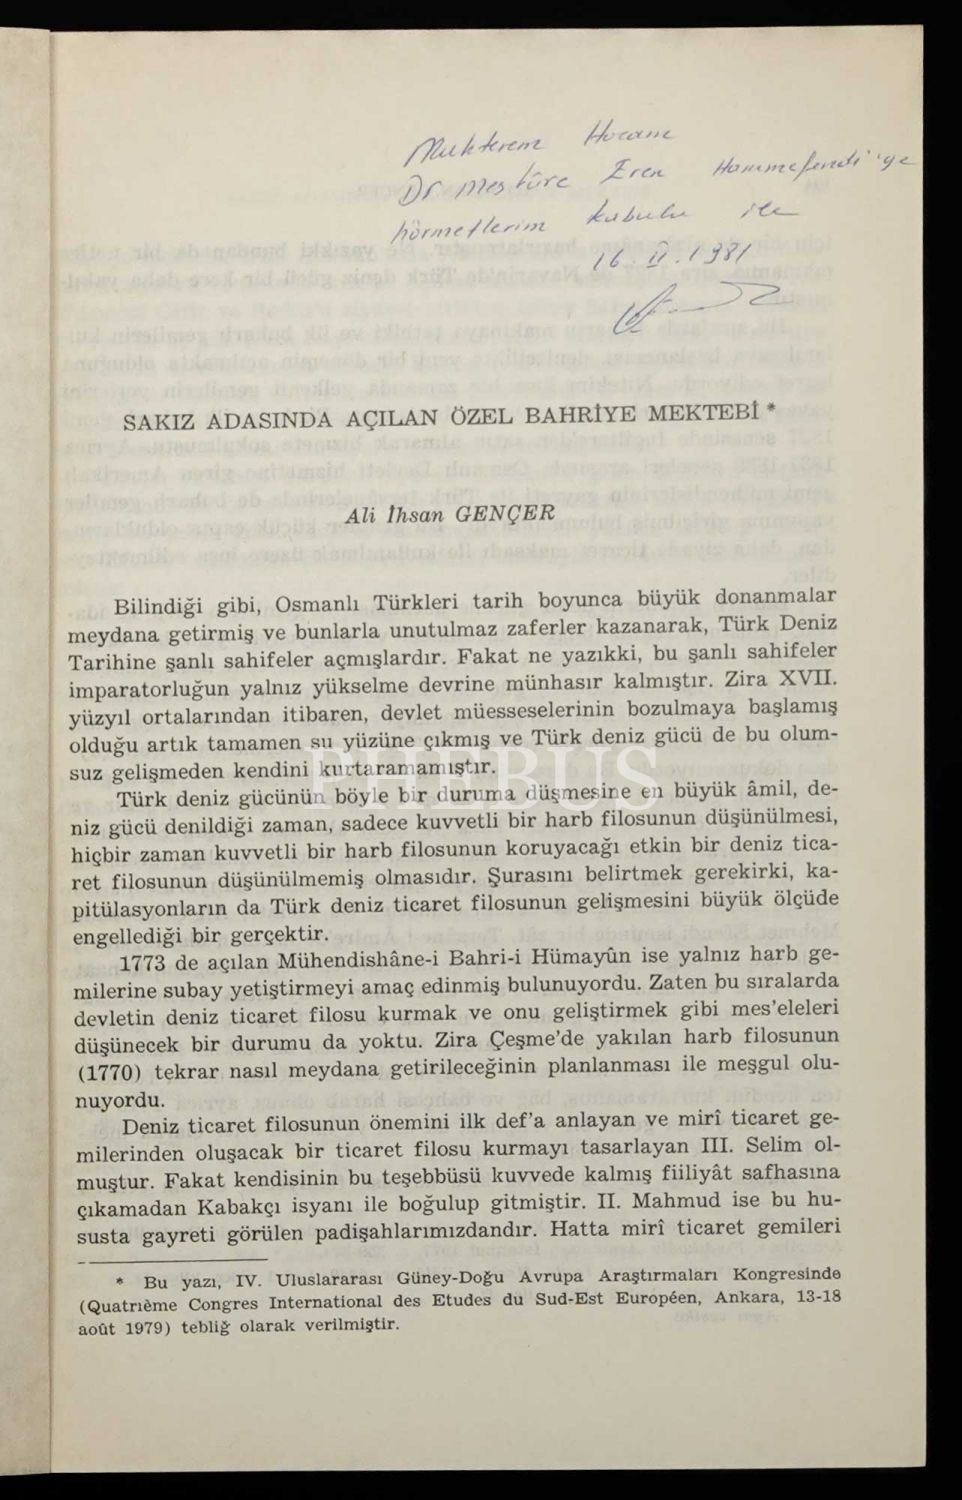 Muhterem Hocam
Dr Mestûre Eren Hanımefendi'ye
hörmetlerim kabulu ile
16.II.1981
SAKIZ ADASINDA AÇILAN ÖZEL BAHRİYE MEKTEBİ *
Ali İhsan GENÇER
Bilindiği gibi, Osmanlı Türkleri tarih boyunca büyük donanmalar
meydana getirmiş ve bunlarla unutulmaz zaferler kazanarak, Türk Deniz
Tarihine şanlı sahifeler açmışlardır. Fakat ne yazıkki, bu şanlı sahifeler
imparatorluğun yalnız yükselme devrine münhasır kalmıştır. Zira XVII.
yüzyıl ortalarından itibaren, devlet müesseselerinin bozulmaya başlamış
olduğu artık tamamen su yüzüne çıkmış ve Türk deniz gücü de bu olum-
suz gelişmeden kendini kurtaramamıştır.
PHEBUS
Türk deniz gücünün böyle bir duruma düşmesine en büyük âmil, de-
niz gücü denildiği zaman, sadece kuvvetli bir harb filosunun düşünülmesi,
hiçbir zaman kuvvetli bir harb filosunun koruyacağı etkin bir deniz tica-
ret filosunun düşünülmemiş olmasıdır. Şurasını belirtmek gerekirki, ka-
pitülasyonların da Türk deniz ticaret filosunun gelişmesini büyük ölçüde
engellediği bir gerçektir.
1773 de açılan Mühendishâne-i Bahri-i Hümayûn ise yalnız harb ge-
milerine subay yetiştirmeyi amaç edinmiş bulunuyordu. Zaten bu sıralarda
devletin deniz ticaret filosu kurmak ve onu geliştirmek gibi mes'eleleri
düşünecek bir durumu da yoktu. Zira Çeşme'de yakılan harb filosunun
(1770) tekrar nasıl meydana getirileceğinin planlanması ile meşgul olu-
nuyordu.
Deniz ticaret filosunun önemini ilk def'a anlayan ve mirî ticaret ge-
milerinden oluşacak bir ticaret filosu kurmayı tasarlayan III. Selim ol-
muştur. Fakat kendisinin bu teşebbüsü kuvvede kalmış fiiliyât safhasına
çıkamadan Kabakçı isyanı ile boğulup gitmiştir. II. Mahmud ise bu hu-
susta gayreti görülen padişahlarımızdandır. Hatta mirî ticaret gemileri
* Bu yazı, IV. Uluslararası Güney-Doğu Avrupa Araştırmaları Kongresinde
(Quatrième Congres International des Etudes du Sud-Est Européen, Ankara, 13-18
août 1979) tebliğ olarak verilmiştir.